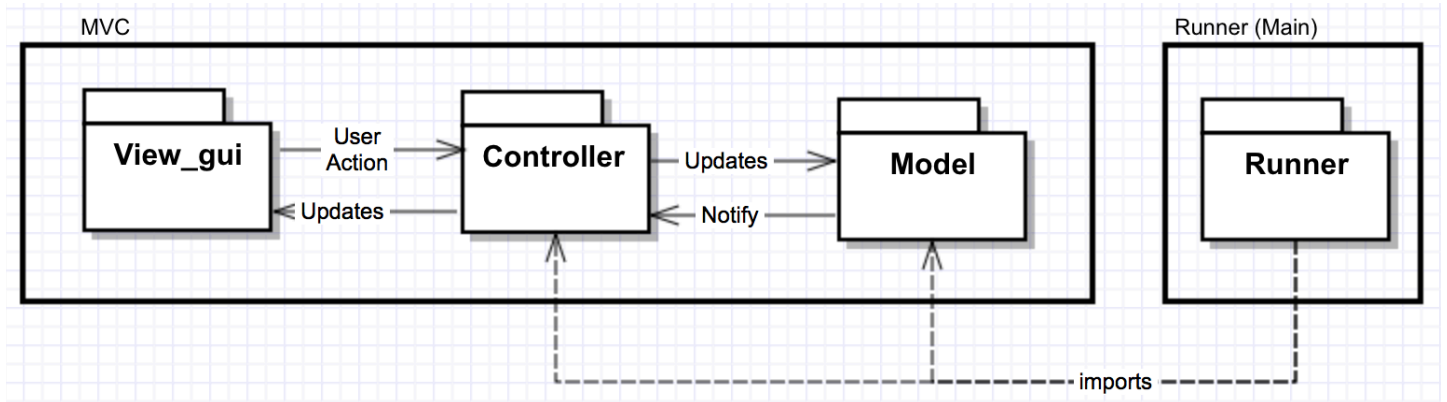 MVC
Runner (Main)
View_gui
User
Action
Updates
Controller
Updates
Notify
Model
Runner
imports